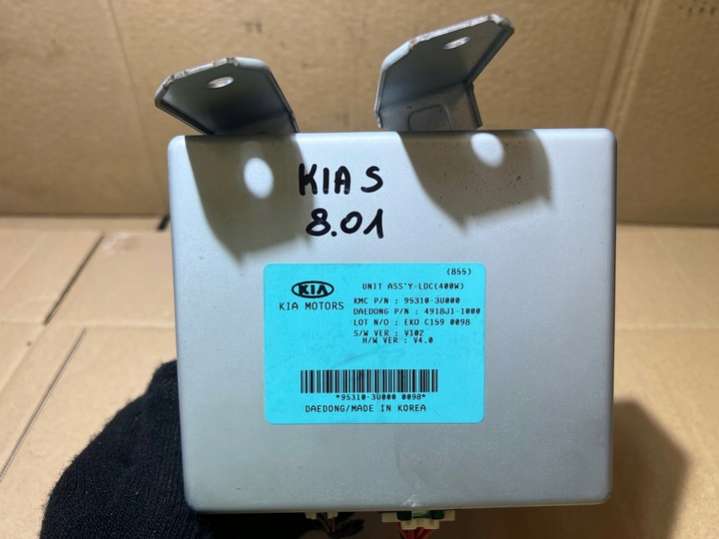 KIA S
8.01
(855)
KIA
UNIT ASS'Y-LDC(400W)
KIA MOTORS
KMC P/N : 95310-3U000
DAEDONG P/N : 4918J1-1000
LOT N/O : EKO C159 0098
S/W VER : V102
H/W VER : V4.0
*95310-3U000 0098*
DAEDONG/MADE IN KOREA